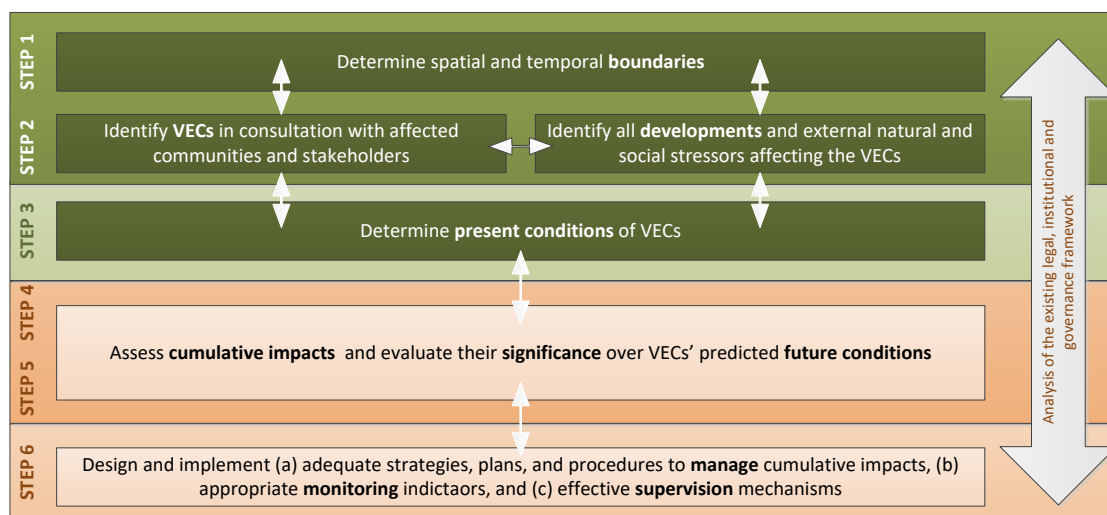 STEP 1
Determine spatial and temporal boundaries
STEP 2
Identify VECs in consultation with affected
communities and stakeholders
Identify all developments and external natural and
social stressors affecting the VECs
STEP 3
Determine present conditions of VECs
STEP 4
STEP 5
Assess cumulative impacts and evaluate their significance over VECs’ predicted future conditions
STEP 6
Design and implement (a) adequate strategies, plans, and procedures to manage cumulative impacts, (b)
appropriate monitoring indictaors, and (c) effective supervision mechanisms
Analysis of the existing legal, institutional and
governance framework